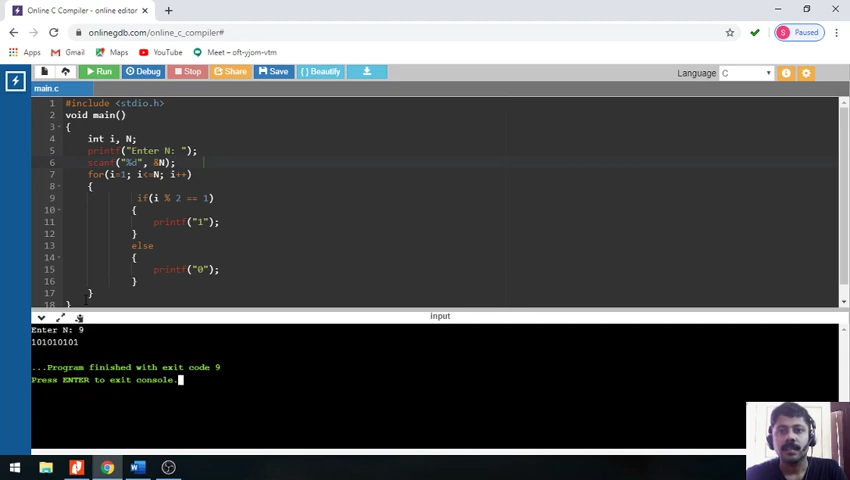 Online C Compiler - online editor
onlinegdb.com/online_c_compiler#
S Paused
Apps Gmail Maps YouTube Meet – oft-yjom-vtm
Run Debug Stop Share Save { } Beautify Language C
main.c
1 #include <stdio.h>
2 void main()
3 {
4 int i, N;
5 printf("Enter N: ");
6 scanf("%d", &N);
7 for(i=1; i<=N; i++)
8 {
9 if(i % 2 == 1)
10 {
11 printf("1");
12 }
13 else
14 {
15 printf("0");
16 }
17 }
18 }
input
Enter N: 9
101010101
...Program finished with exit code 9
Press ENTER to exit console.